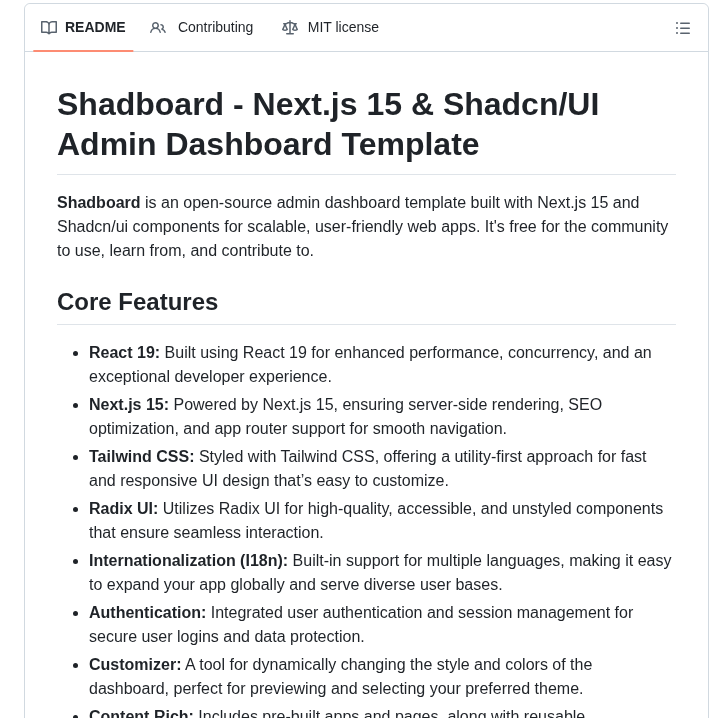 README
Contributing
MIT license
Shadboard - Next.js 15 & Shadcn/UI
Admin Dashboard Template
Shadboard is an open-source admin dashboard template built with Next.js 15 and
Shadcn/ui components for scalable, user-friendly web apps. It's free for the community
to use, learn from, and contribute to.
Core Features
React 19: Built using React 19 for enhanced performance, concurrency, and an
exceptional developer experience.
Next.js 15: Powered by Next.js 15, ensuring server-side rendering, SEO
optimization, and app router support for smooth navigation.
Tailwind CSS: Styled with Tailwind CSS, offering a utility-first approach for fast
and responsive UI design that’s easy to customize.
Radix UI: Utilizes Radix UI for high-quality, accessible, and unstyled components
that ensure seamless interaction.
Internationalization (I18n): Built-in support for multiple languages, making it easy
to expand your app globally and serve diverse user bases.
Authentication: Integrated user authentication and session management for
secure user logins and data protection.
Customizer: A tool for dynamically changing the style and colors of the
dashboard, perfect for previewing and selecting your preferred theme.
Content Rich: Includes pre-built apps and pages, along with reusable